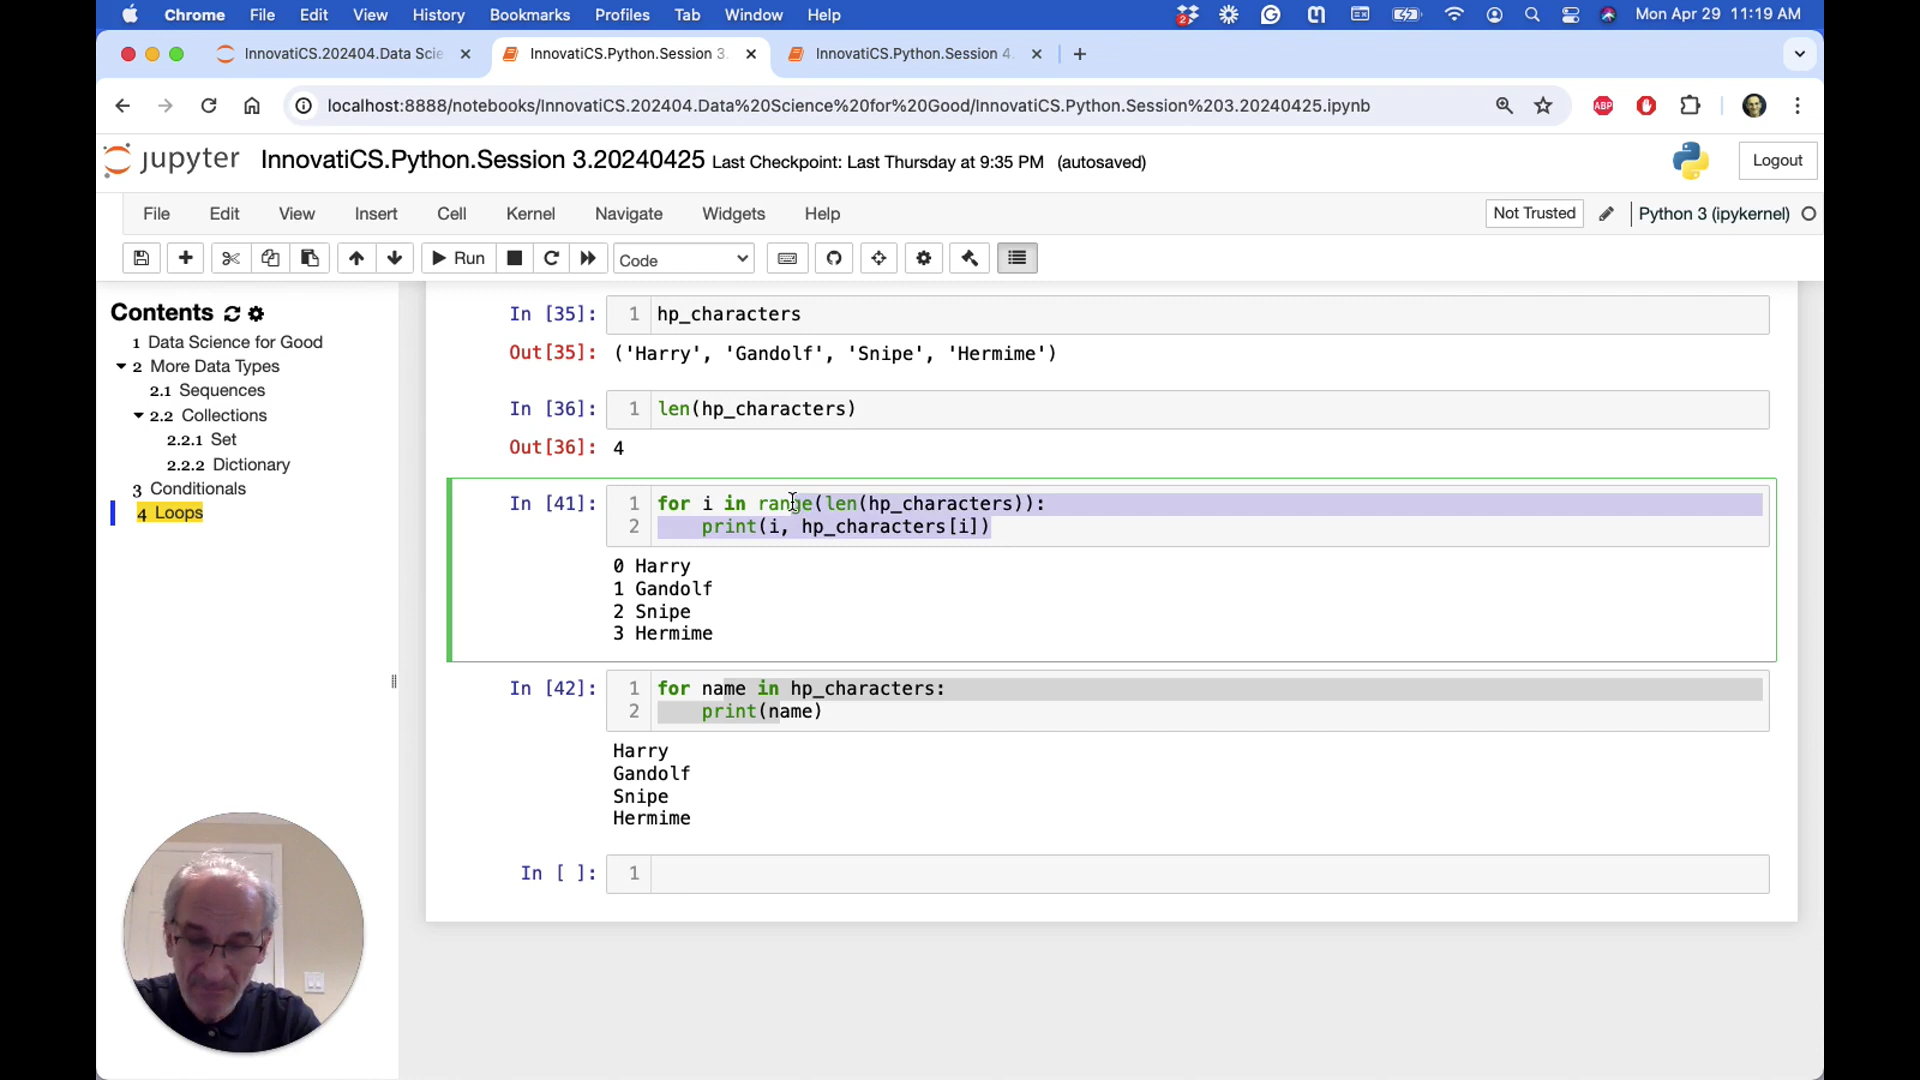 Chrome File Edit View History Bookmarks Profiles Tab Window Help 2 Mon Apr 29 11:19 AM
InnovatiCS.202404.Data Scie InnovatiCS.Python.Session 3. InnovatiCS.Python.Session 4.
localhost:8888/notebooks/InnovatiCS.202404.Data%20Science%20for%20Good/InnovatiCS.Python.Session%203.20240425.ipynb ABP
jupyter InnovatiCS.Python.Session 3.20240425 Last Checkpoint: Last Thursday at 9:35 PM (autosaved) Logout
File Edit View Insert Cell Kernel Navigate Widgets Help Not Trusted Python 3 (ipykernel)
Run Code
Contents
1 Data Science for Good
2 More Data Types
2.1 Sequences
2.2 Collections
2.2.1 Set
2.2.2 Dictionary
3 Conditionals
4 Loops
In [35]: 1 hp_characters
Out[35]: ('Harry', 'Gandolf', 'Snipe', 'Hermime')
In [36]: 1 len(hp_characters)
Out[36]: 4
In [41]: 1 for i in range(len(hp_characters)):
2 print(i, hp_characters[i])
0 Harry
1 Gandolf
2 Snipe
3 Hermime
In [42]: 1 for name in hp_characters:
2 print(name)
Harry
Gandolf
Snipe
Hermime
In [ ]: 1